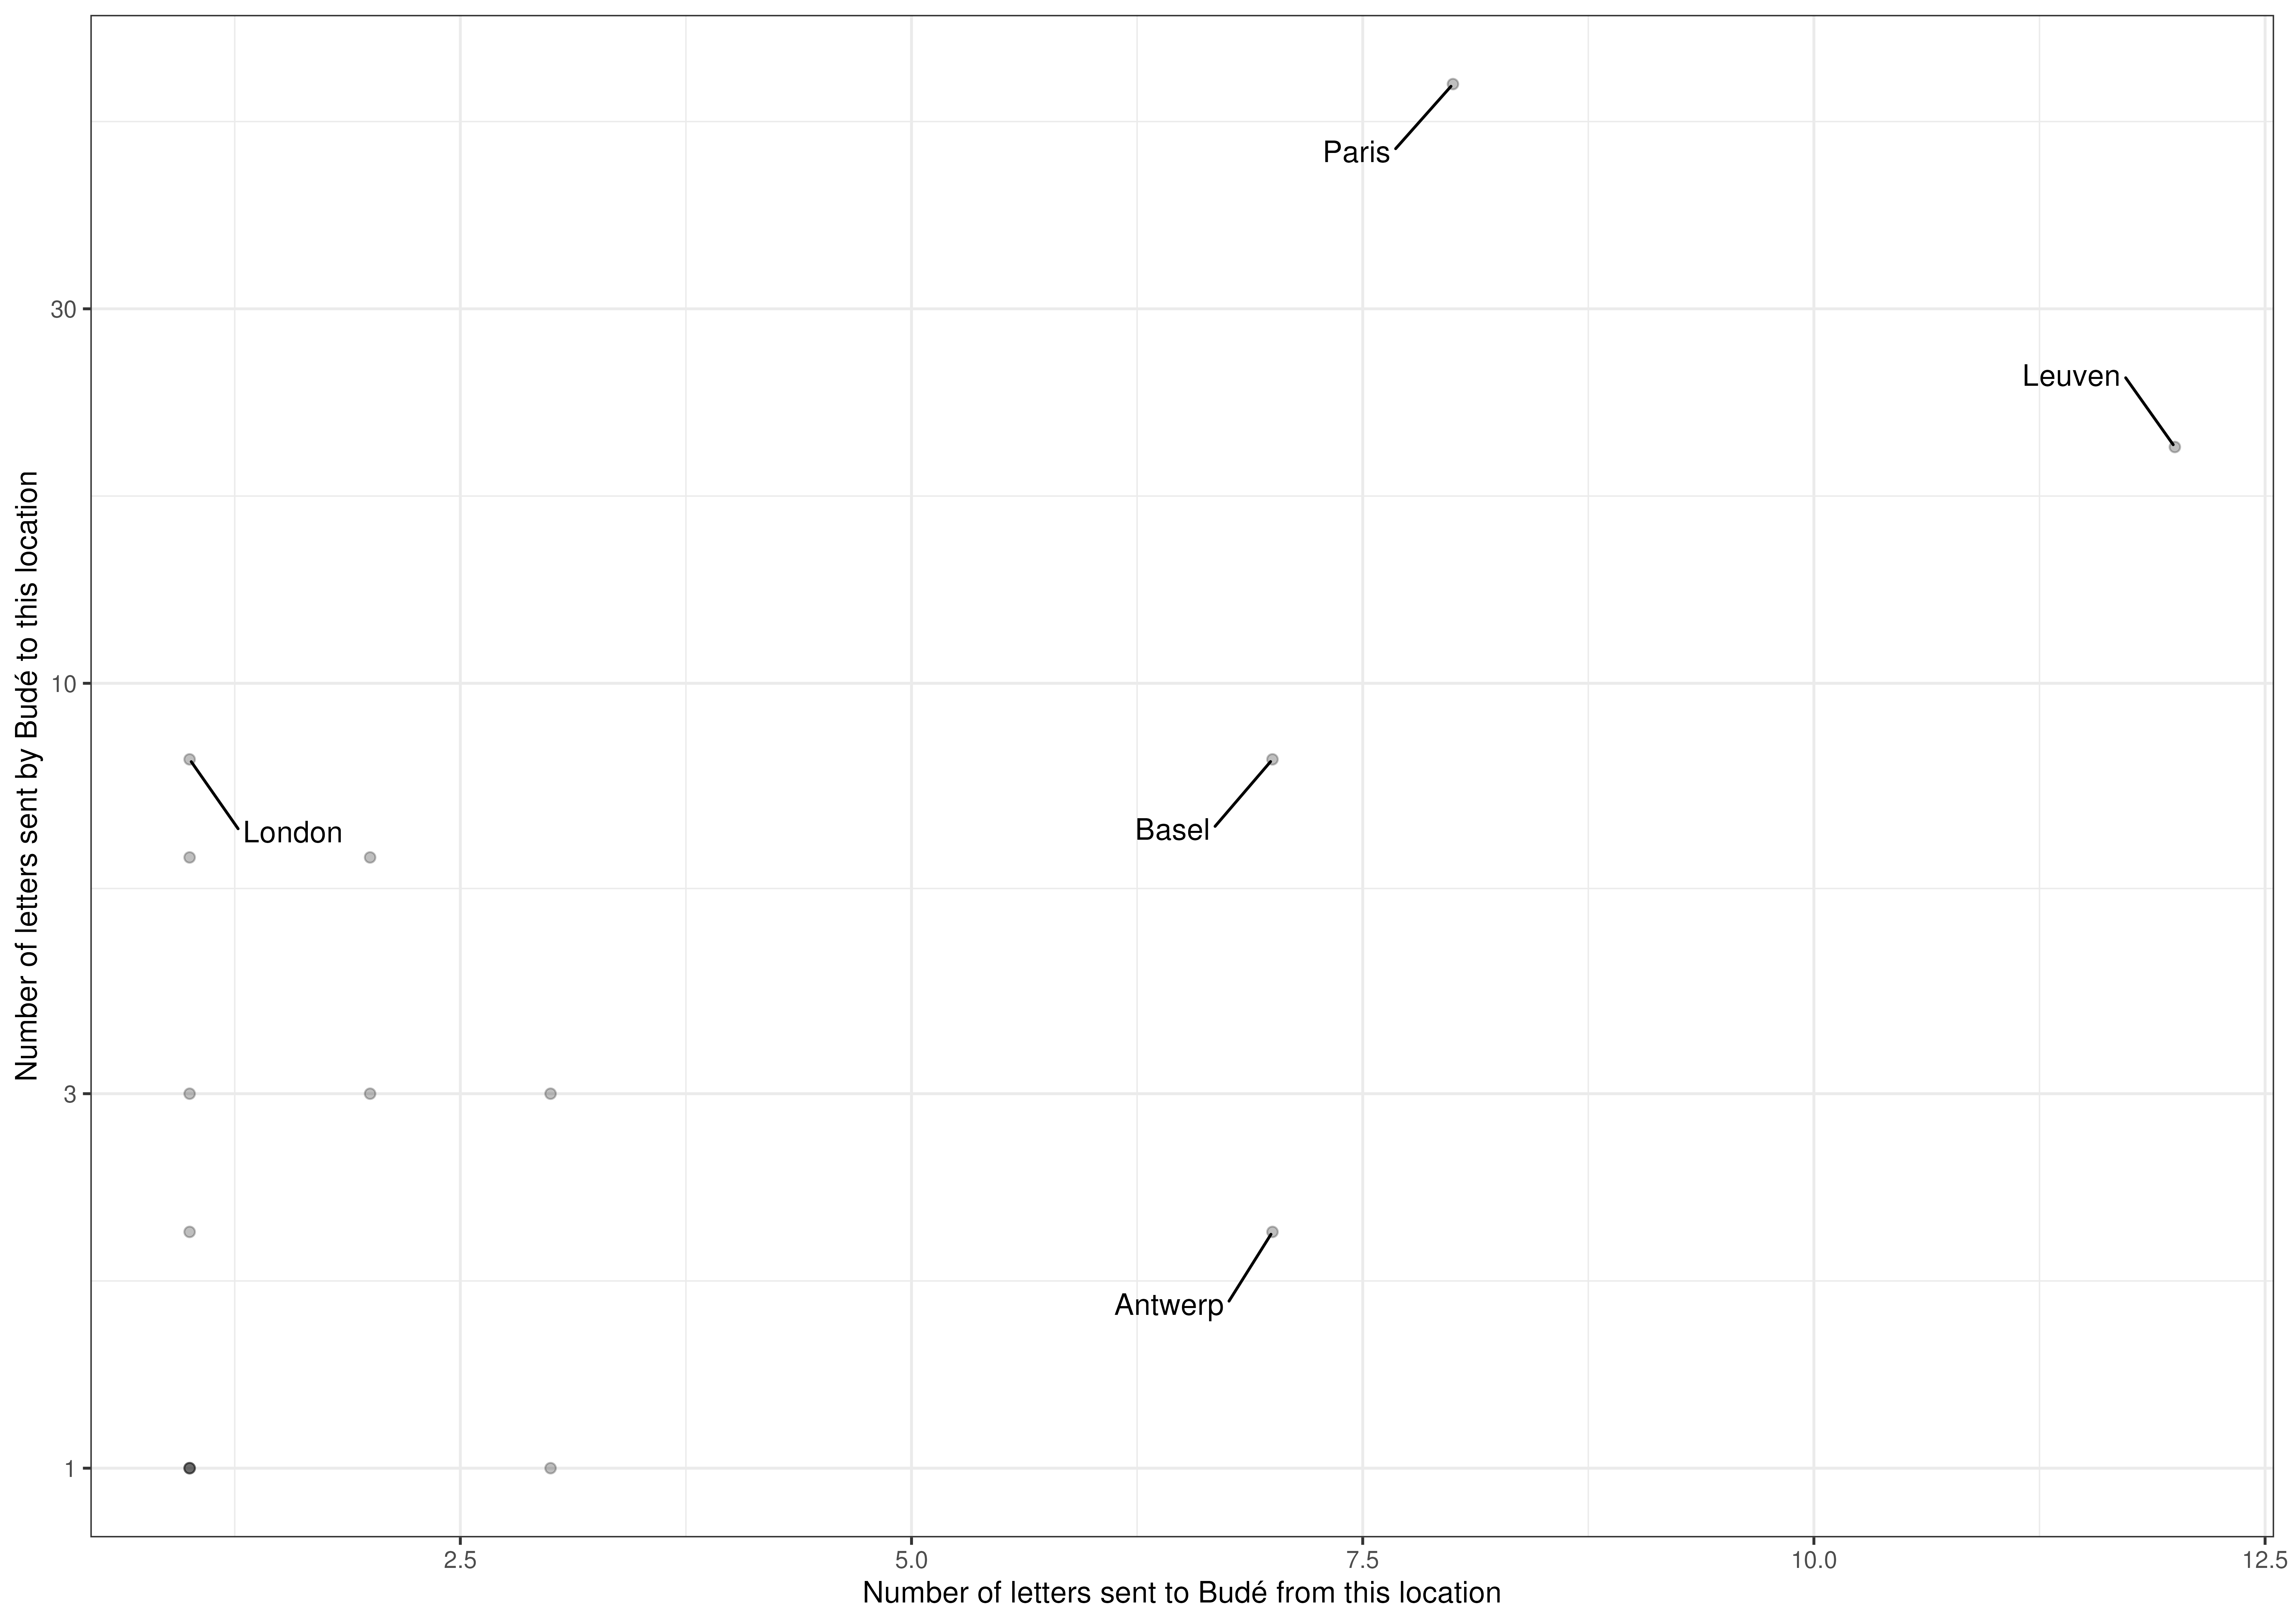 Paris
30
Leuven
Number of letters sent by Budé to this location
10
London
Basel
3
Antwerp
1
2.5 5.0 7.5 10.0 12.5
Number of letters sent to Budé from this location